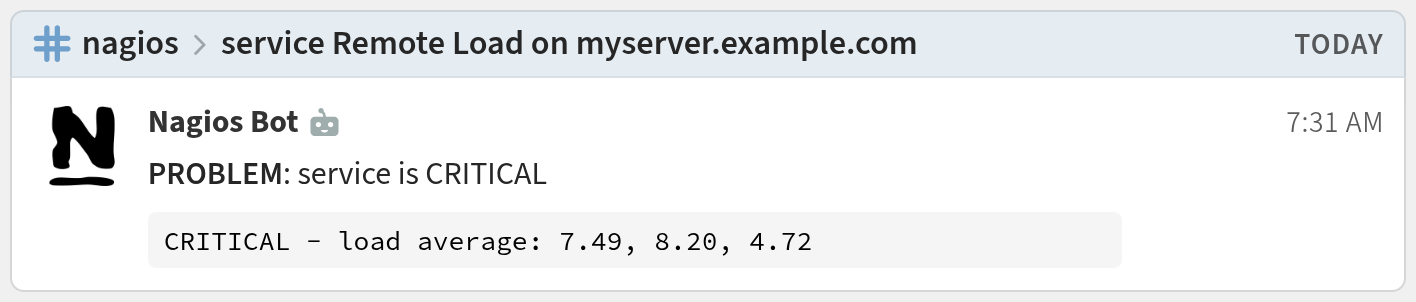 nagios > service Remote Load on myserver.example.com TODAY
Nagios Bot 7:31 AM
PROBLEM: service is CRITICAL
CRITICAL - load average: 7.49, 8.20, 4.72